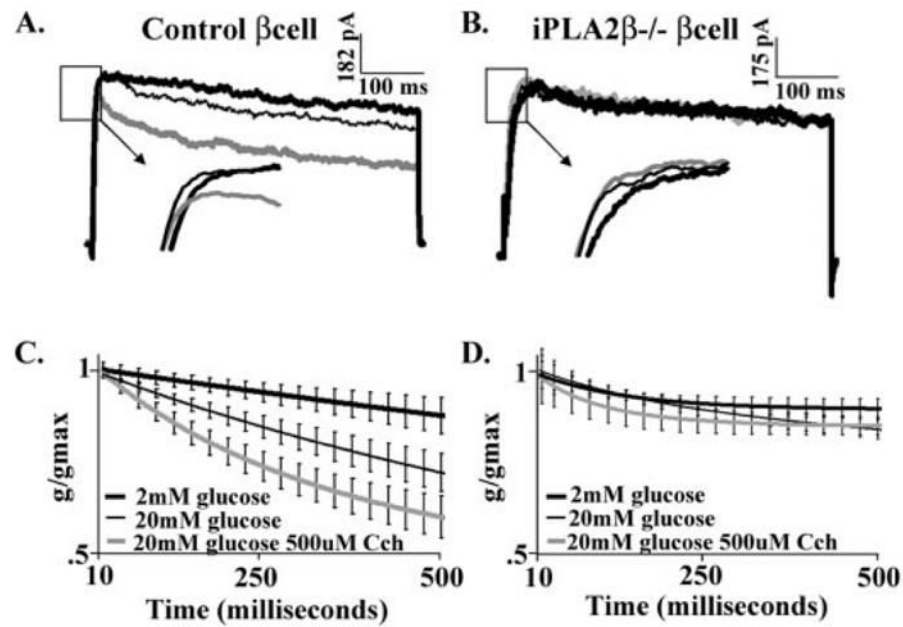 A. Control βcell
182 pA
100 ms
B. iPLA2β-/- βcell
175 pA
100 ms
C.
1
g/gmax
2mM glucose
20mM glucose
20mM glucose 500uM Cch
.5
10 250 500
Time (milliseconds)
D.
1
g/gmax
2mM glucose
20mM glucose
20mM glucose 500uM Cch
.5
10 250 500
Time (milliseconds)